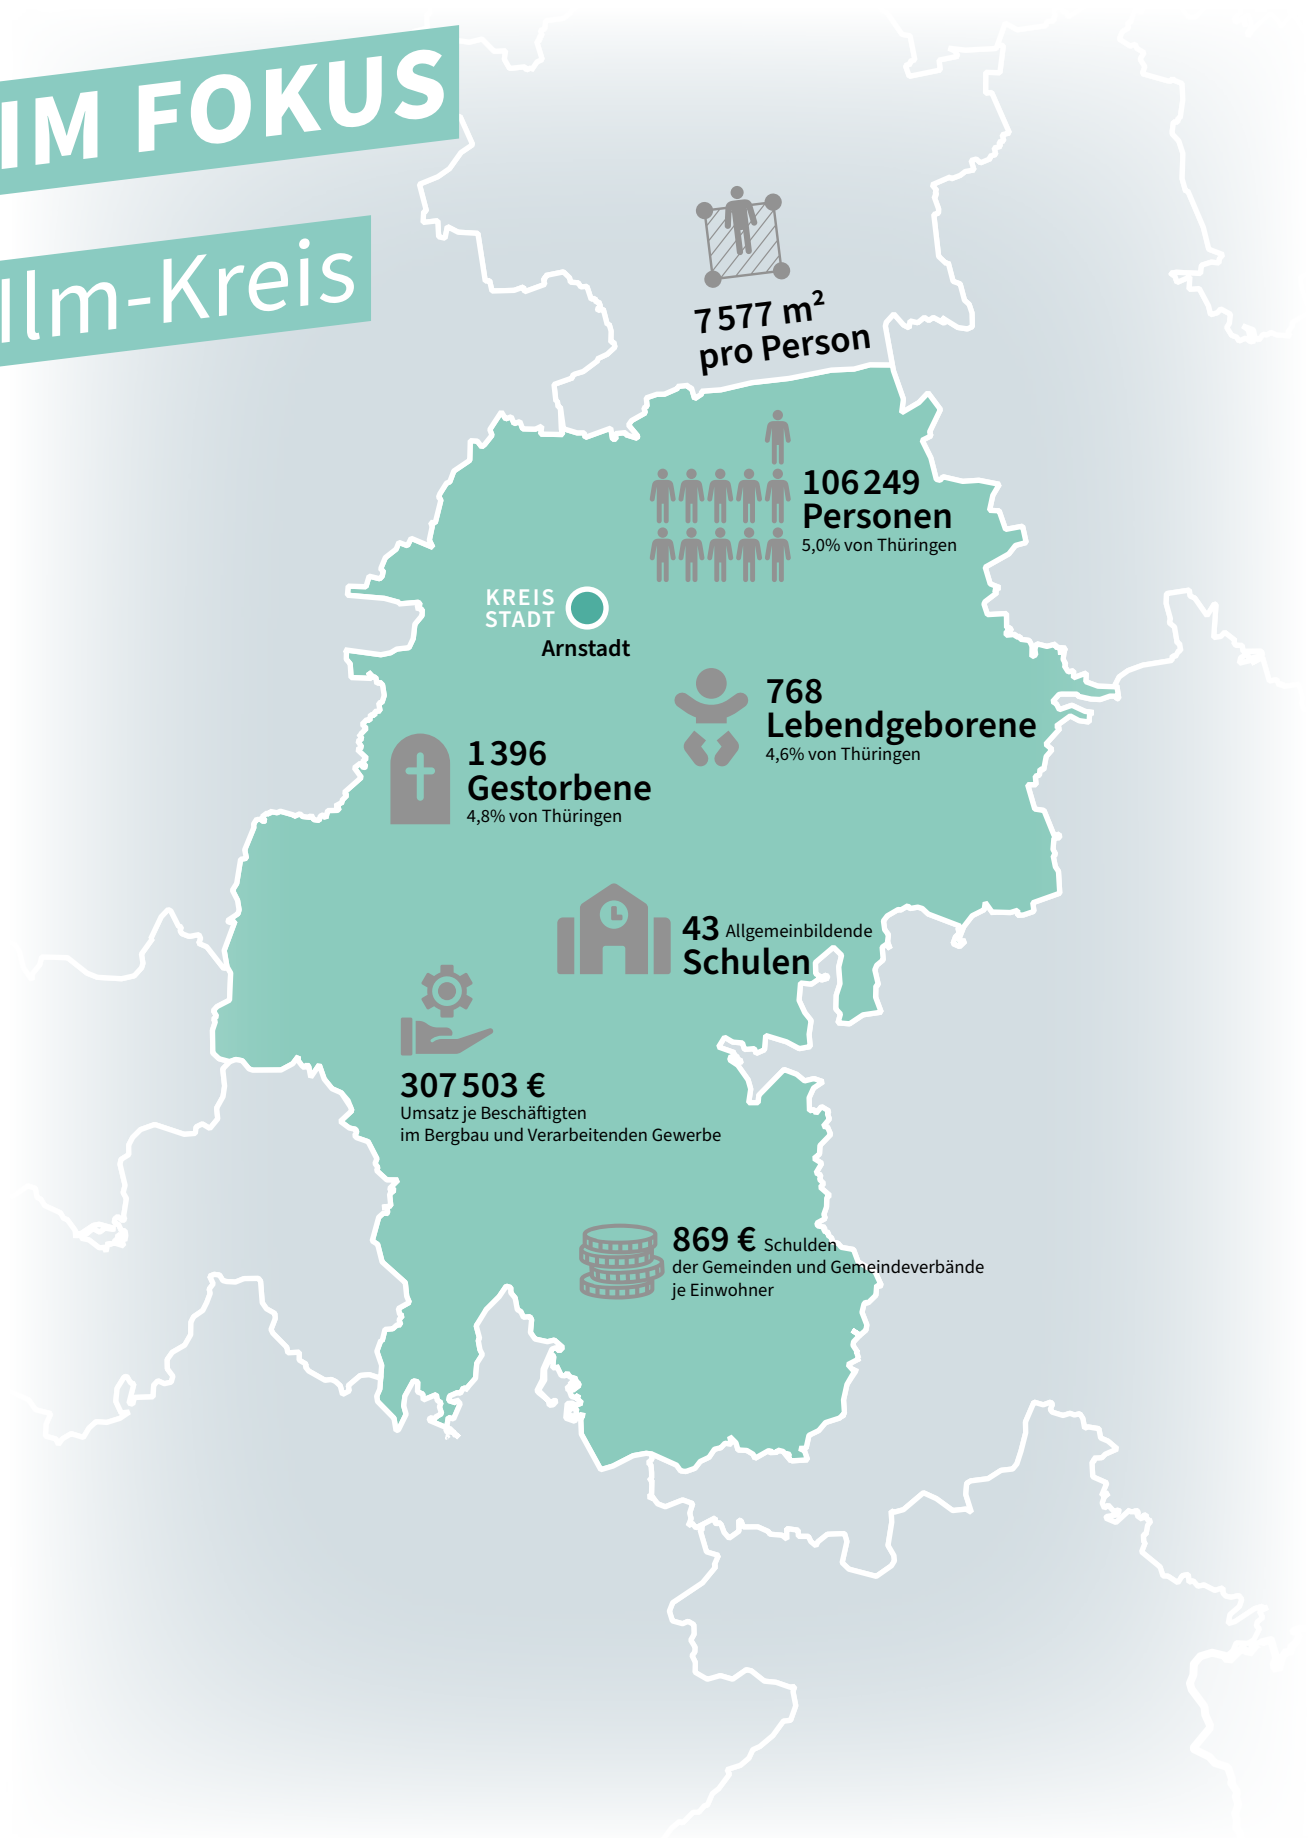 IM FOKUS
Ilm-Kreis
7 577 m²
pro Person
106 249
Personen
5,0% von Thüringen
KREIS
STADT
Arnstadt
768
Lebendgeborene
4,6% von Thüringen
1 396
Gestorbene
4,8% von Thüringen
43 Allgemeinbildende
Schulen
307 503 €
Umsatz je Beschäftigten
im Bergbau und Verarbeitenden Gewerbe
869 € Schulden
der Gemeinden und Gemeindeverbände
je Einwohner